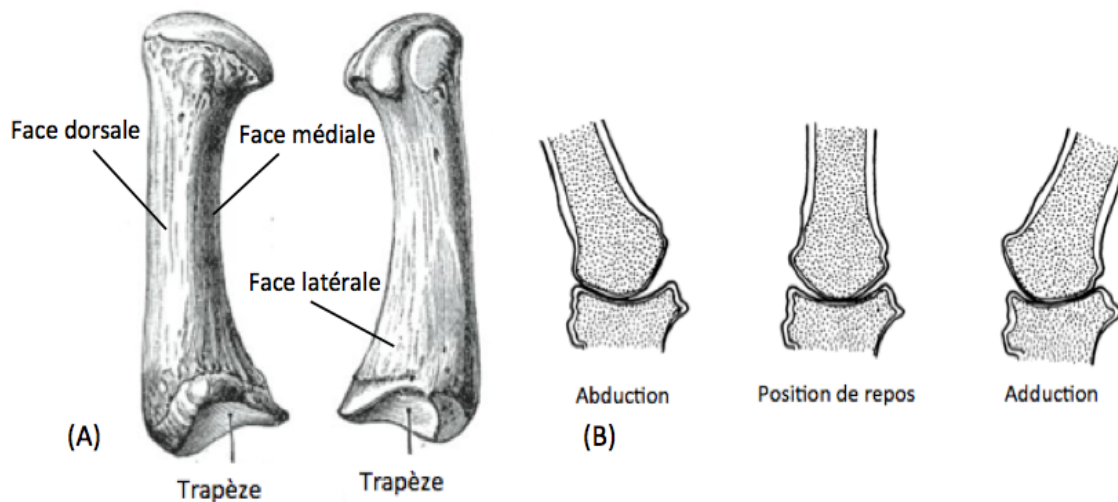 Face dorsale
Face médiale
Face latérale
(A)
Trapèze
Trapèze
(B)
Abduction
Position de repos
Adduction